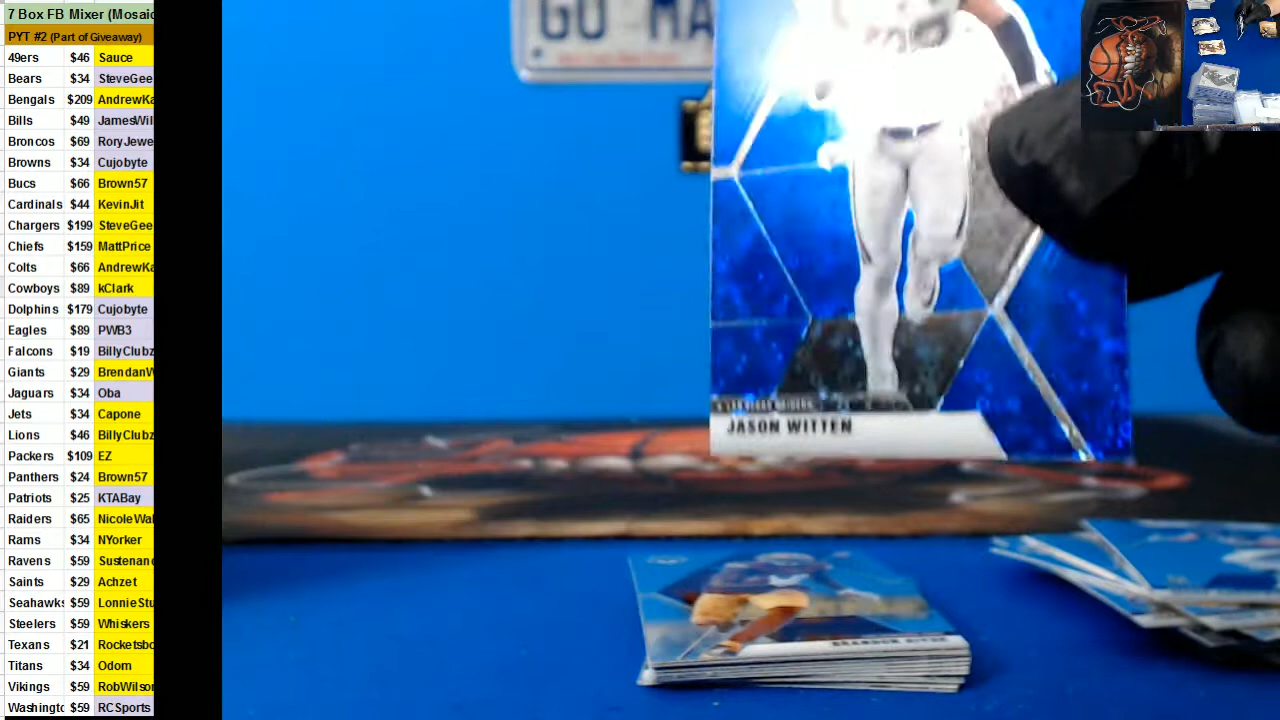 7 Box FB Mixer (Mosaic
PYT #2 (Part of Giveaway)
49ers $46 Sauce
Bears $34 SteveGee
Bengals $209 AndrewKa
Bills $49 JamesWil
Broncos $69 RoryJewe
Browns $34 Cujobyte
Bucs $66 Brown57
Cardinals $44 KevinJit
Chargers $199 SteveGee
Chiefs $159 MattPrice
Colts $66 AndrewKa
Cowboys $89 kClark
Dolphins $179 Cujobyte
Eagles $89 PWB3
Falcons $19 BillyClubz
Giants $29 BrendanW
Jaguars $34 Oba
Jets $34 Capone
Lions $46 BillyClubz
Packers $109 EZ
Panthers $24 Brown57
Patriots $25 KTABay
Raiders $65 NicoleWal
Rams $34 NYorker
Ravens $59 Sustenanc
Saints $29 Achzet
Seahawks $59 LonnieStu
Steelers $59 Whiskers
Texans $21 Rocketsbo
Titans $34 Odom
Vikings $59 RobWilson
Washingto $59 RCSports
GO MA
JASON WITTEN